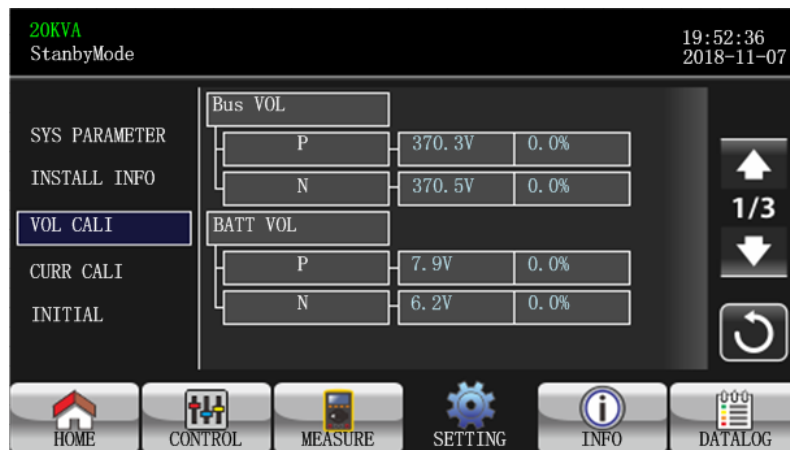 20KVA
StanbyMode
19:52:36
2018-11-07
SYS PARAMETER
INSTALL INFO
VOL CALI
CURR CALI
INITIAL
Bus VOL
P 370.3V 0.0%
N 370.5V 0.0%
BATT VOL
P 7.9V 0.0%
N 6.2V 0.0%
1/3
HOME CONTROL MEASURE SETTING INFO DATALOG